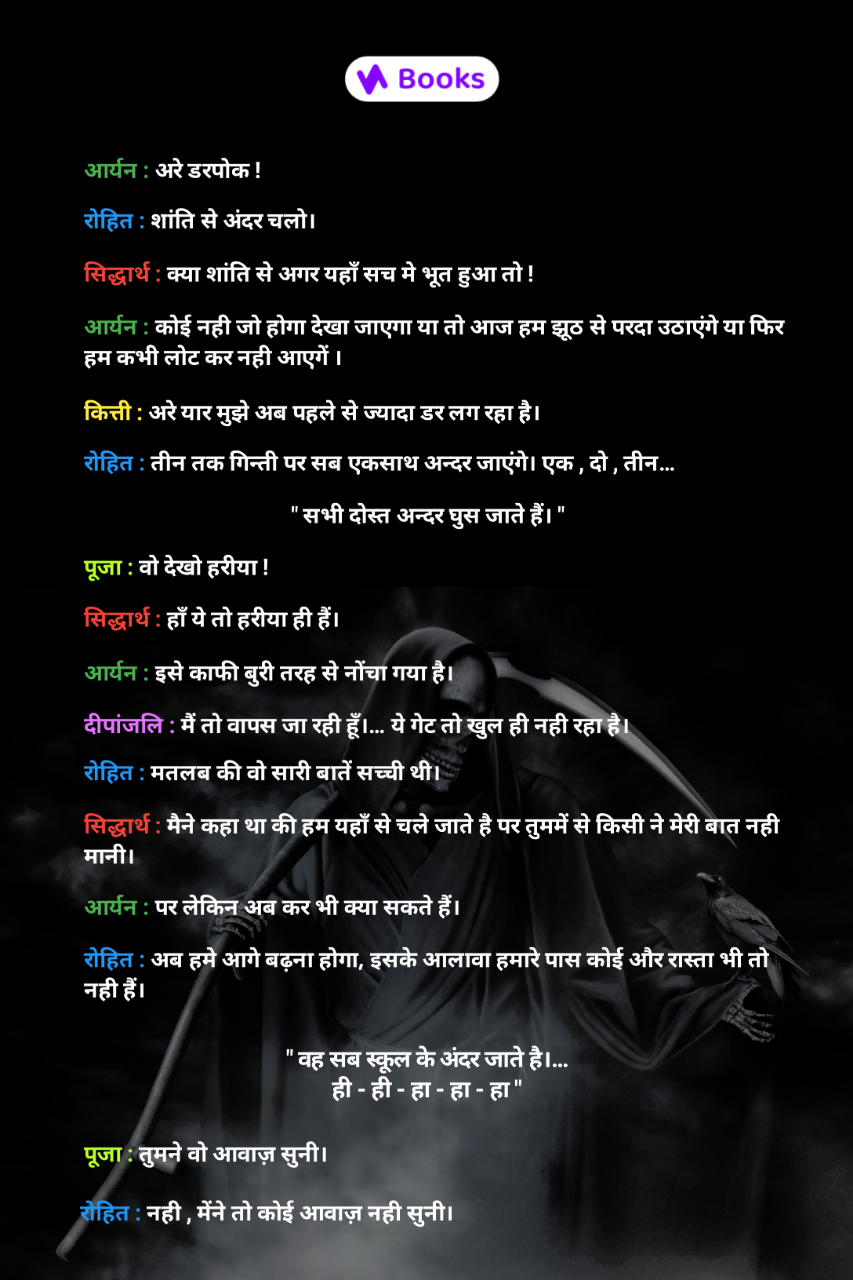 Books
आर्यन : अरे डरपोक !
रोहित : शांति से अंदर चलो।
सिद्धार्थ : क्या शांति से अगर यहाँ सच मे भूत हुआ तो !
आर्यन : कोई नही जो होगा देखा जाएगा या तो आज हम झूठ से परदा उठाएंगे या फिर
हम कभी लोट कर नही आएगें ।
कित्ती : अरे यार मुझे अब पहले से ज्यादा डर लग रहा है।
रोहित : तीन तक गिन्ती पर सब एकसाथ अन्दर जाएंगे। एक , दो , तीन...
" सभी दोस्त अन्दर घुस जाते हैं। "
पूजा : वो देखो हरीया !
सिद्धार्थ : हाँ ये तो हरीया ही हैं।
आर्यन : इसे काफी बुरी तरह से नोंचा गया है।
दीपांजलि : मैं तो वापस जा रही हूँ।... ये गेट तो खुल ही नही रहा है।
रोहित : मतलब की वो सारी बातें सच्ची थी।
सिद्धार्थ : मैने कहा था की हम यहाँ से चले जाते है पर तुममें से किसी ने मेरी बात नही
मानी।
आर्यन : पर लेकिन अब कर भी क्या सकते हैं।
रोहित : अब हमे आगे बढ़ना होगा, इसके आलावा हमारे पास कोई और रास्ता भी तो
नही हैं।
" वह सब स्कूल के अंदर जाते है।...
ही - ही - हा - हा - हा "
पूजा : तुमने वो आवाज़ सुनी।
रोहित : नही , मेंने तो कोई आवाज़ नही सुनी।